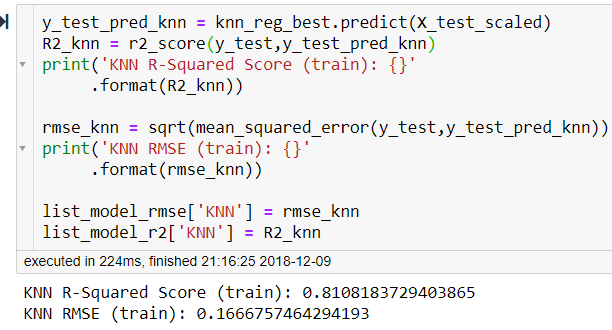 y_test_pred_knn = knn_reg_best.predict(X_test_scaled)
R2_knn = r2_score(y_test,y_test_pred_knn)
print('KNN R-Squared Score (train): {}'
      .format(R2_knn))

rmse_knn = sqrt(mean_squared_error(y_test,y_test_pred_knn))
print('KNN RMSE (train): {}'
      .format(rmse_knn))

list_model_rmse['KNN'] = rmse_knn
list_model_r2['KNN'] = R2_knn
executed in 224ms, finished 21:16:25 2018-12-09
KNN R-Squared Score (train): 0.8108183729403865
KNN RMSE (train): 0.1666757464294193